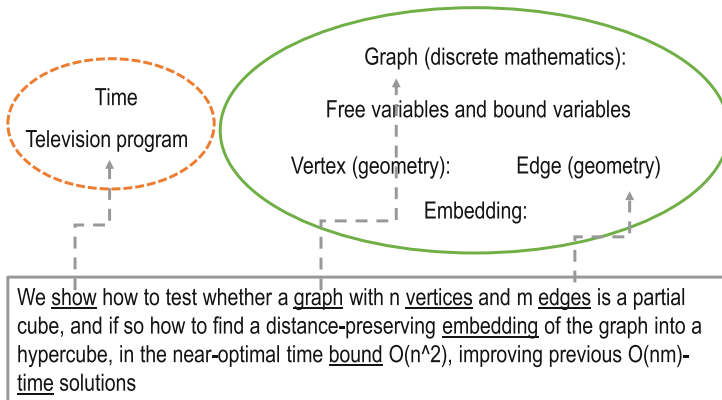 Graph (discrete mathematics):
Time
Free variables and bound variables
Television program
Vertex (geometry):
Edge (geometry)
Embedding:
We show how to test whether a graph with n vertices and m edges is a partial
cube, and if so how to find a distance-preserving embedding of the graph into a
hypercube, in the near-optimal time bound O(n^2), improving previous O(nm)-
time solutions